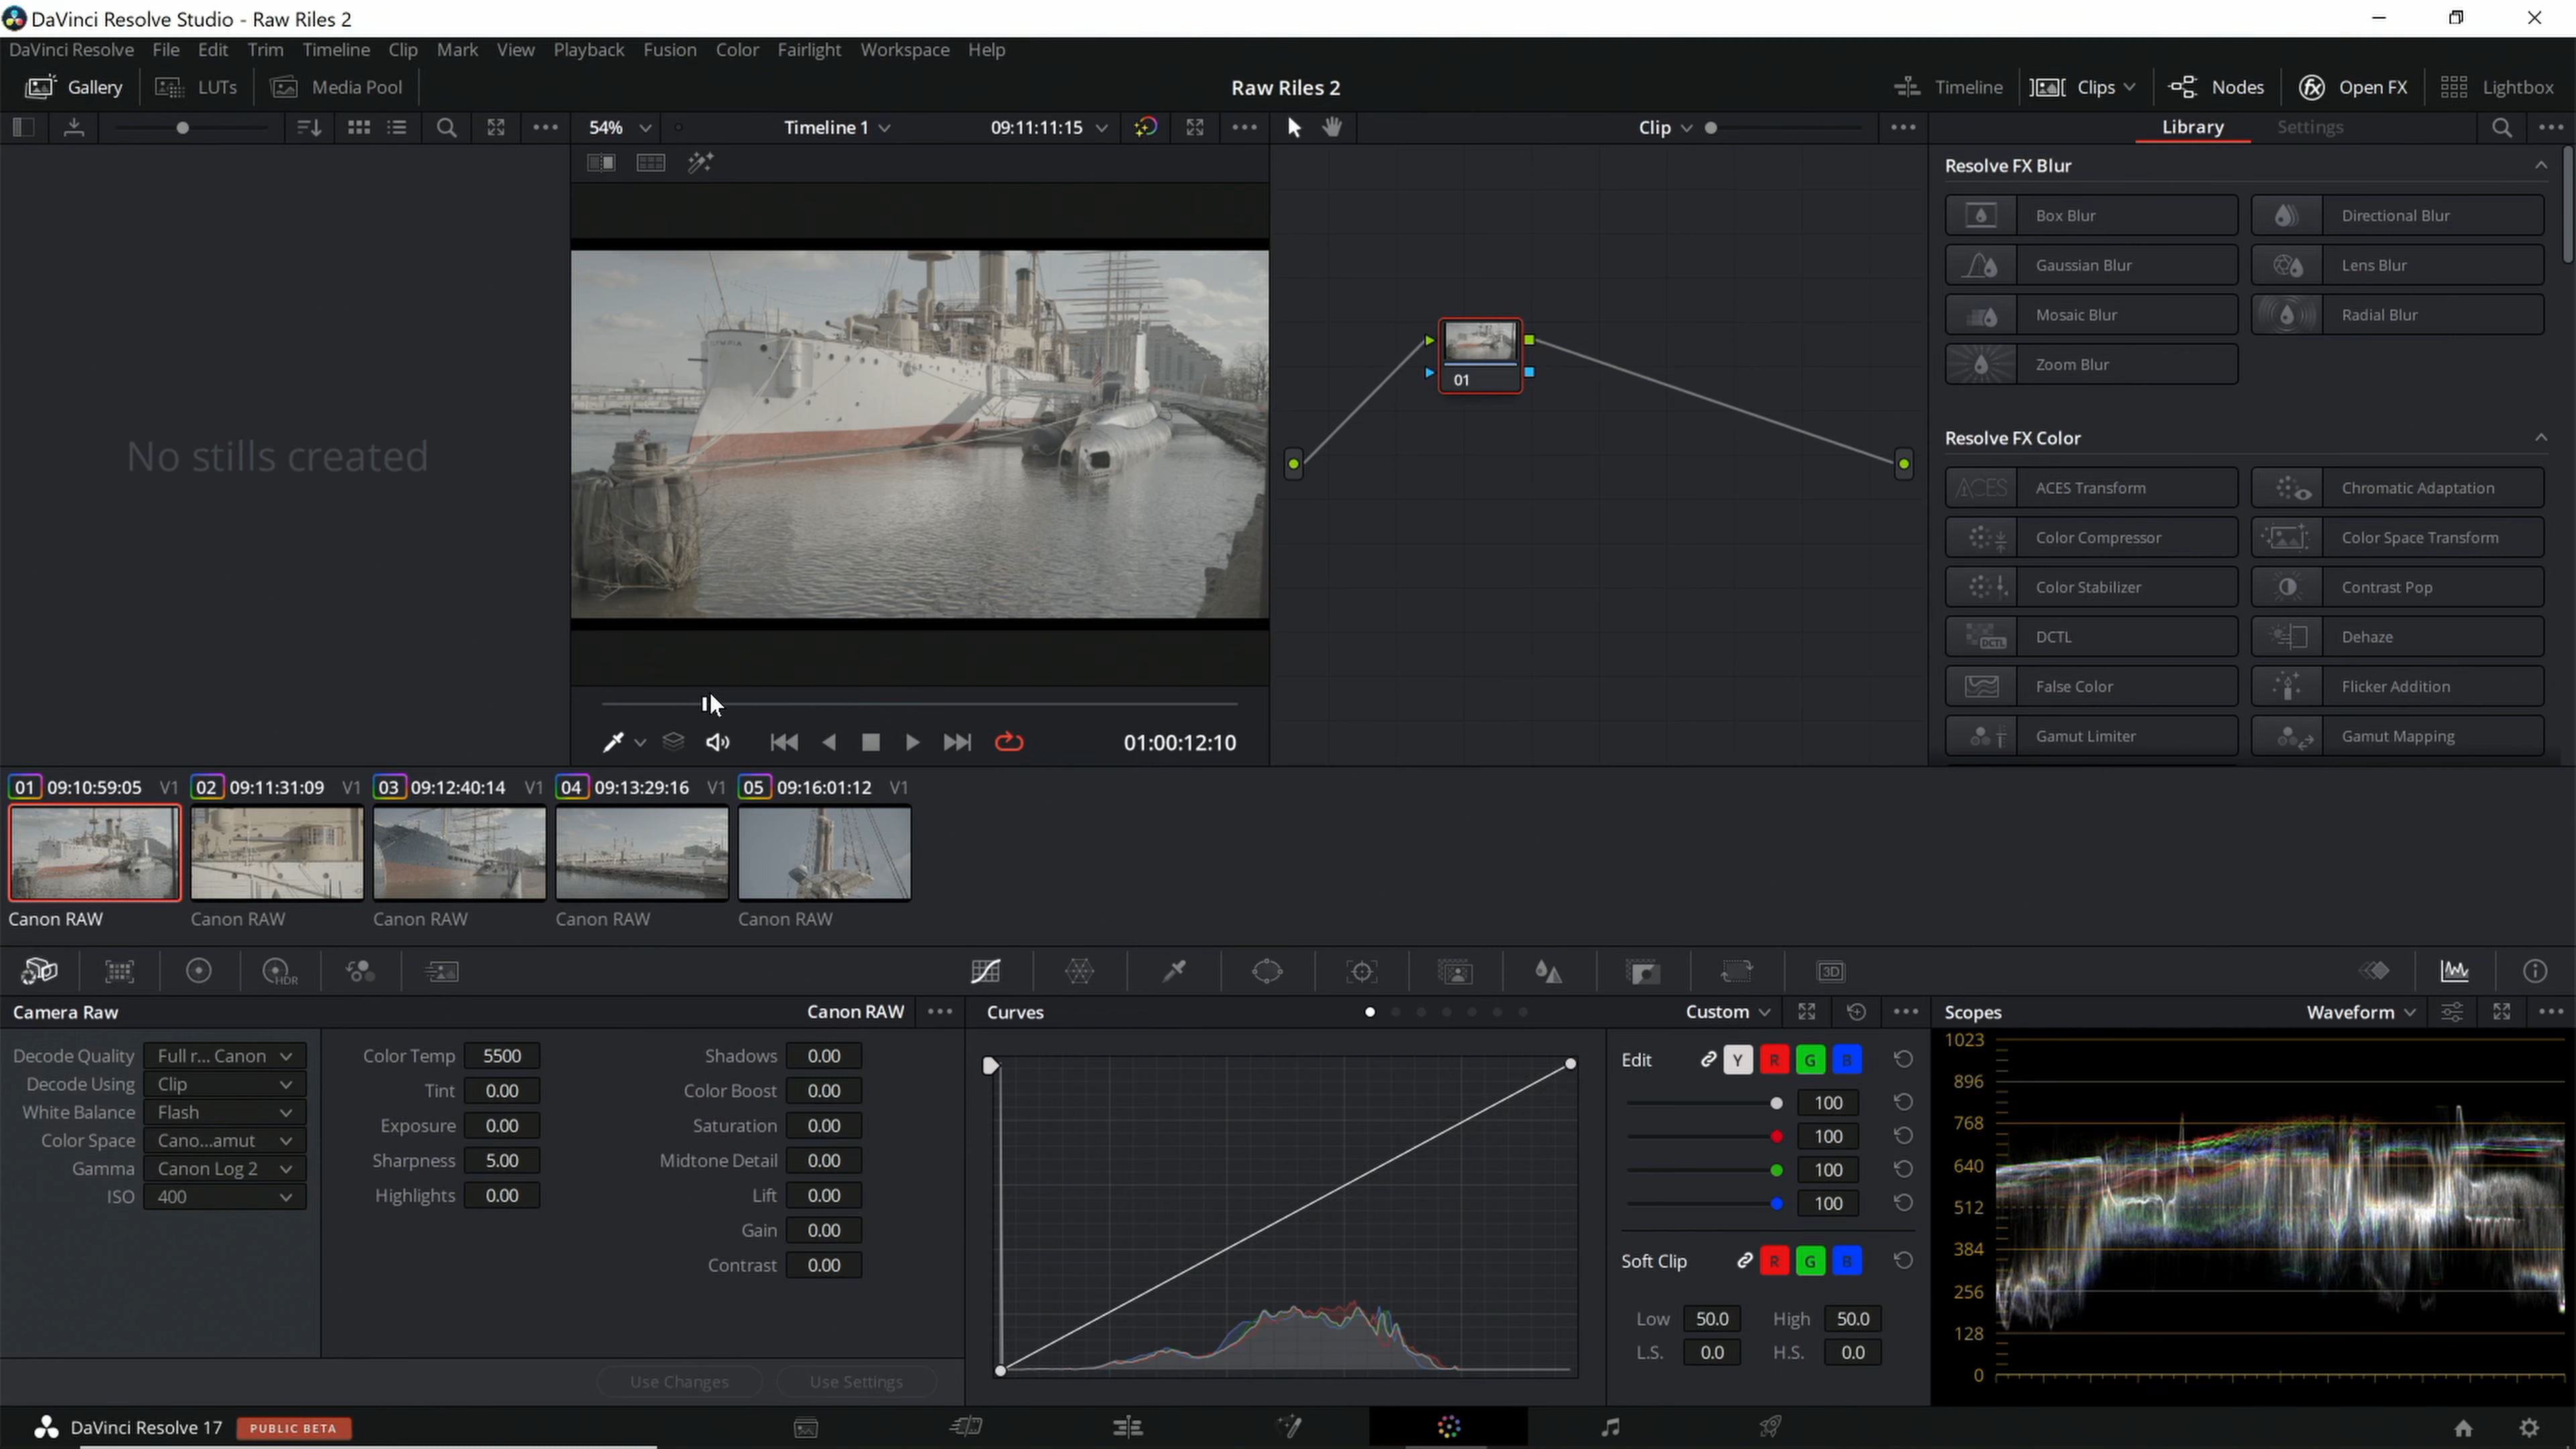 DaVinci Resolve Studio - Raw Riles 2
DaVinci Resolve File Edit Trim Timeline Clip Mark View Playback Fusion Color Fairlight Workspace Help
Gallery LUTs Media Pool Raw Riles 2 Timeline Clips Nodes fx Open FX Lightbox
54% Timeline 1 09:11:11:15 Clip Library Settings
Resolve FX Blur
Box Blur Directional Blur
Gaussian Blur Lens Blur
Mosaic Blur Radial Blur
Zoom Blur
01
No stills created
Resolve FX Color
ACES ACES Transform Chromatic Adaptation
Color Compressor Color Space Transform
Color Stabilizer Contrast Pop
DCTL DCTL Dehaze
False Color Flicker Addition
Gamut Limiter Gamut Mapping
01:00:12:10
01 09:10:59:05 V1 02 09:11:31:09 V1 03 09:12:40:14 V1 04 09:13:29:16 V1 05 09:16:01:12 V1
Canon RAW Canon RAW Canon RAW Canon RAW Canon RAW
HDR 3D
Camera Raw Canon RAW Curves Custom Scopes Waveform
Decode Quality Full r... Canon
Decode Using Clip
White Balance Flash
Color Space Cano...amut
Gamma Canon Log 2
ISO 400
Color Temp 5500
Tint 0.00
Exposure 0.00
Sharpness 5.00
Highlights 0.00
Shadows 0.00
Color Boost 0.00
Saturation 0.00
Midtone Detail 0.00
Lift 0.00
Gain 0.00
Contrast 0.00
Use Changes Use Settings
Edit Y R G B
100
100
100
100
Soft Clip R G B
Low 50.0 High 50.0
L.S. 0.0 H.S. 0.0
1023
896
768
640
512
384
256
128
0
DaVinci Resolve 17 PUBLIC BETA